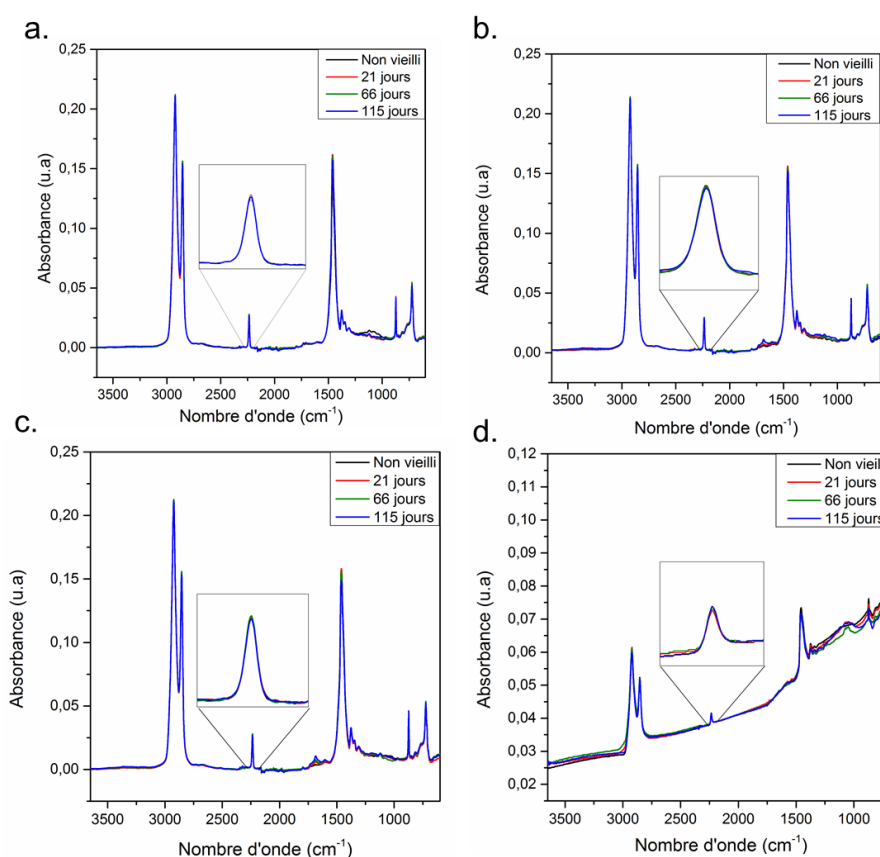 a.
0,25
0,20
0,15
0,10
0,05
0,00
Absorbance (u.a)
Non vieilli
21 jours
66 jours
115 jours
3500 3000 2500 2000 1500 1000
Nombre d'onde (cm⁻¹)
b.
0,25
0,20
0,15
0,10
0,05
0,00
Absorbance (u.a)
Non vieilli
21 jours
66 jours
115 jours
3500 3000 2500 2000 1500 1000
Nombre d'onde (cm⁻¹)
c.
0,25
0,20
0,15
0,10
0,05
0,00
Absorbance (u.a)
Non vieilli
21 jours
66 jours
115 jours
3500 3000 2500 2000 1500 1000
Nombre d'onde (cm⁻¹)
d.
0,12
0,11
0,10
0,09
0,08
0,07
0,06
0,05
0,04
0,03
0,02
Absorbance (u.a)
Non vieilli
21 jours
66 jours
115 jours
3500 3000 2500 2000 1500 1000
Nombre d'onde (cm⁻¹)